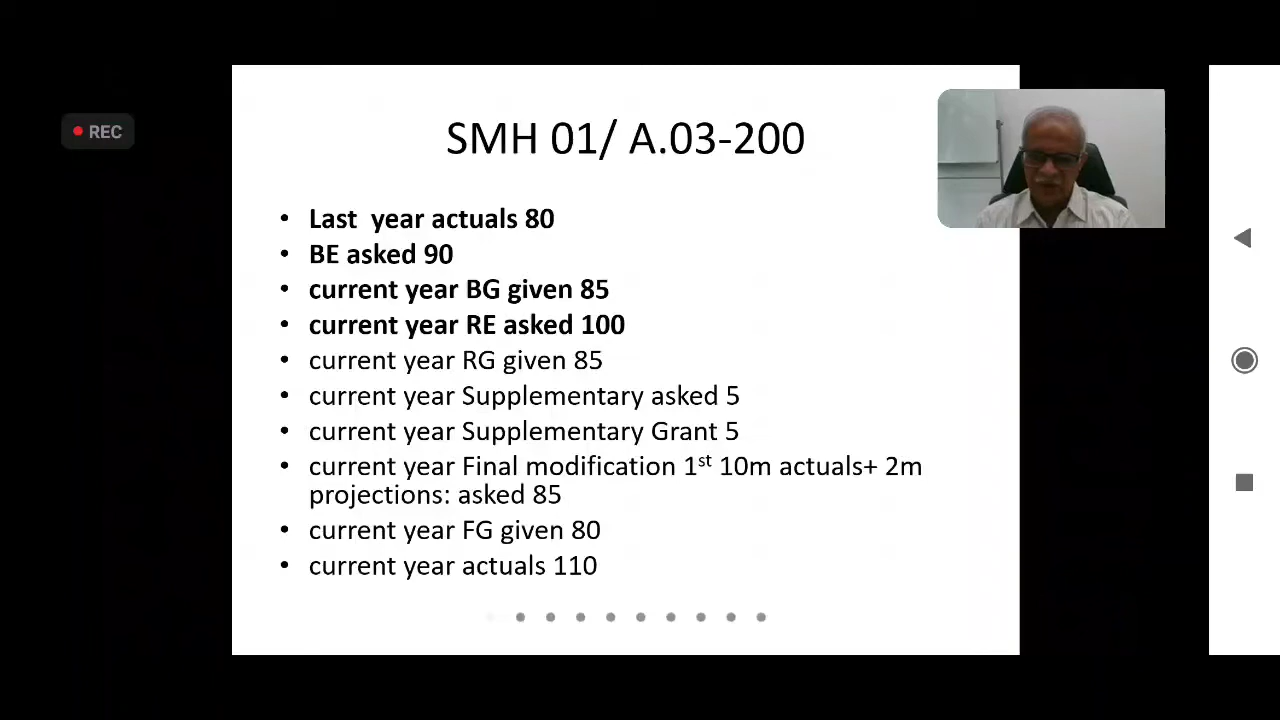 REC
SMH 01/ A.03-200
• Last year actuals 80
• BE asked 90
• current year BG given 85
• current year RE asked 100
• current year RG given 85
• current year Supplementary asked 5
• current year Supplementary Grant 5
• current year Final modification 1st 10m actuals+ 2m
projections: asked 85
• current year FG given 80
• current year actuals 110